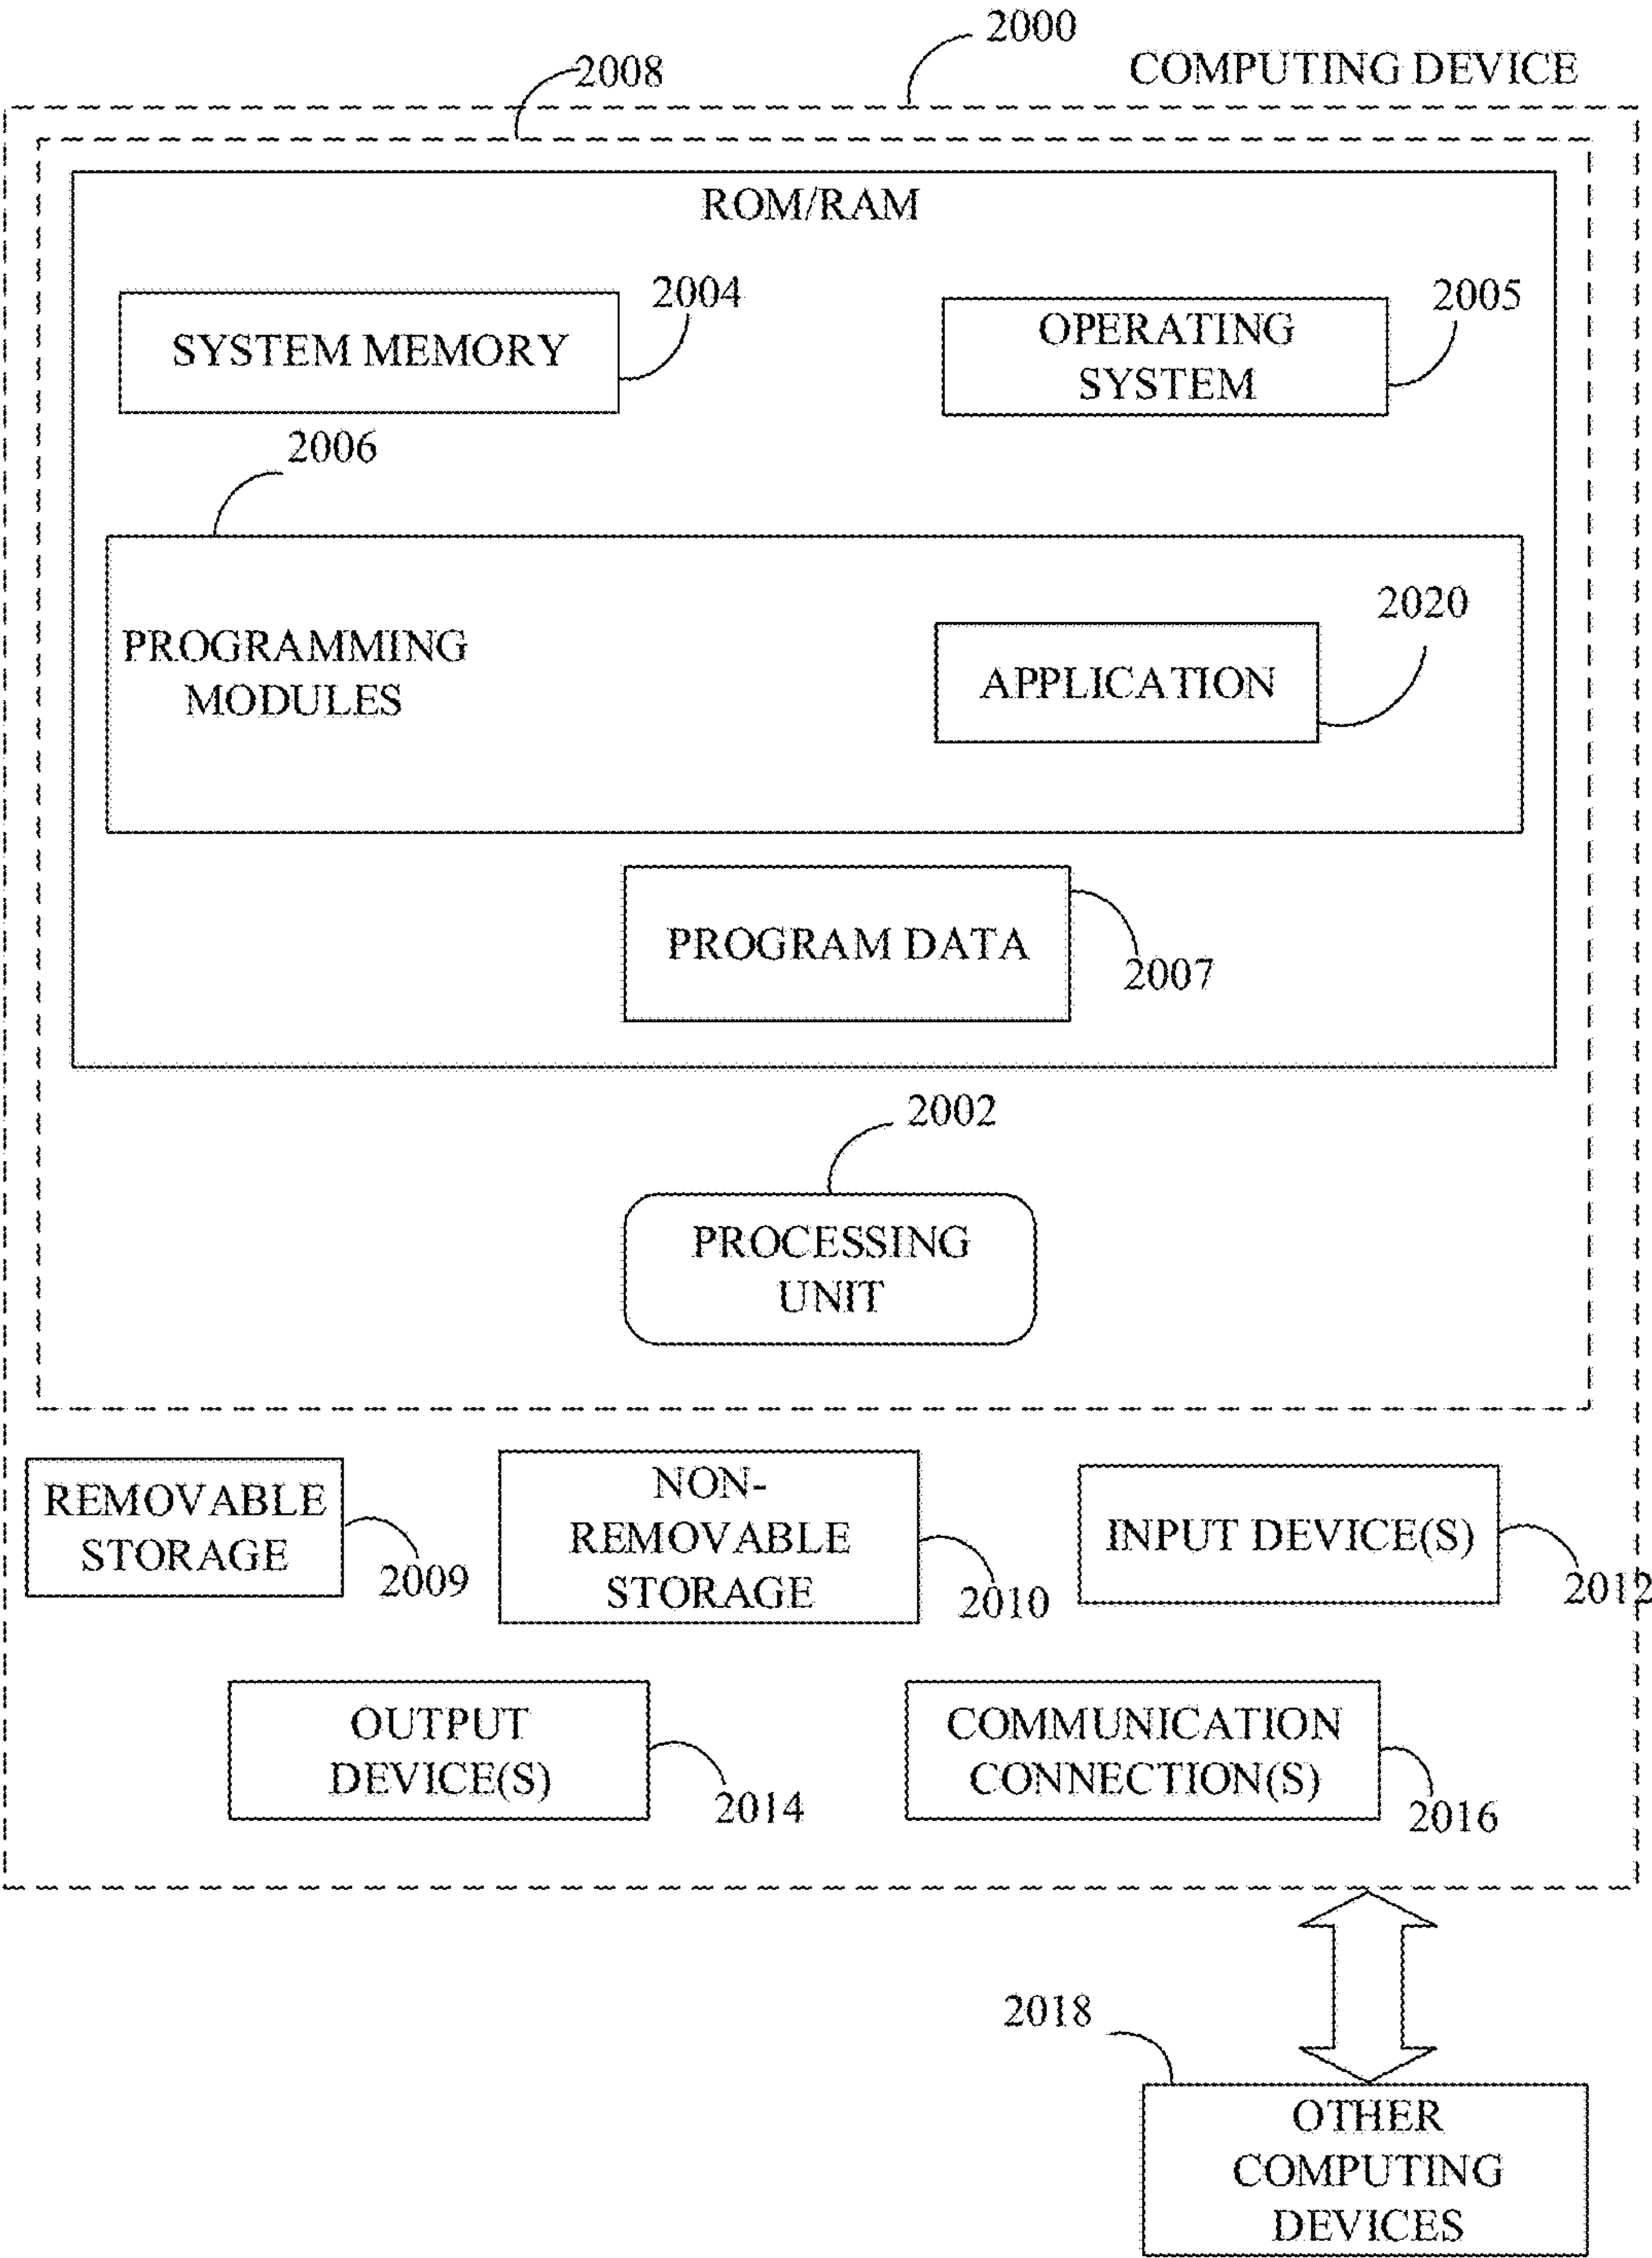 2000
COMPUTING DEVICE
2008
ROM/RAM
2004
SYSTEM MEMORY
2005
OPERATING
SYSTEM
2006
PROGRAMMING
MODULES
2020
APPLICATION
PROGRAM DATA
2007
2002
PROCESSING
UNIT
REMOVABLE
STORAGE
2009
NON-
REMOVABLE
STORAGE
2010
INPUT DEVICE(S)
2012
OUTPUT
DEVICE(S)
2014
COMMUNICATION
CONNECTION(S)
2016
2018
OTHER
COMPUTING
DEVICES